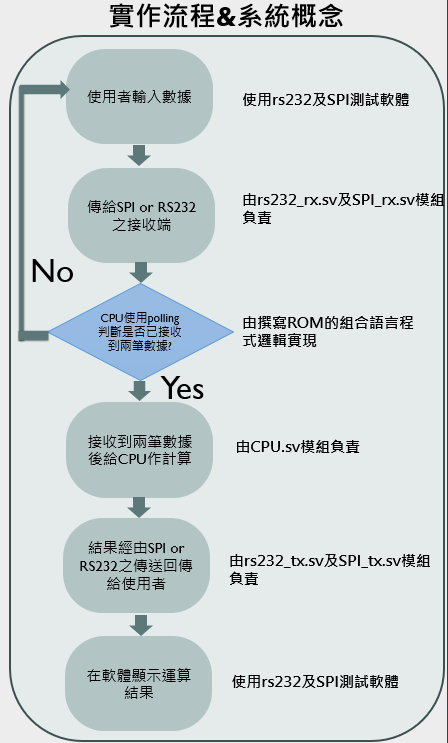 實作流程&系統概念
使用者輸入數據
使用rs232及SPI測試軟體
傳給SPI or RS232
之接收端
由rs232_rx.sv及SPI_rx.sv模組
負責
No
CPU使用polling
判斷是否已接收
到兩筆數據?
由撰寫ROM的組合語言程
式邏輯實現
Yes
接收到兩筆數據
後給CPU作計算
由CPU.sv模組負責
結果經由SPI or
RS232之傳送回傳
給使用者
由rs232_tx.sv及SPI_tx.sv模組
負責
在軟體顯示運算
結果
使用rs232及SPI測試軟體